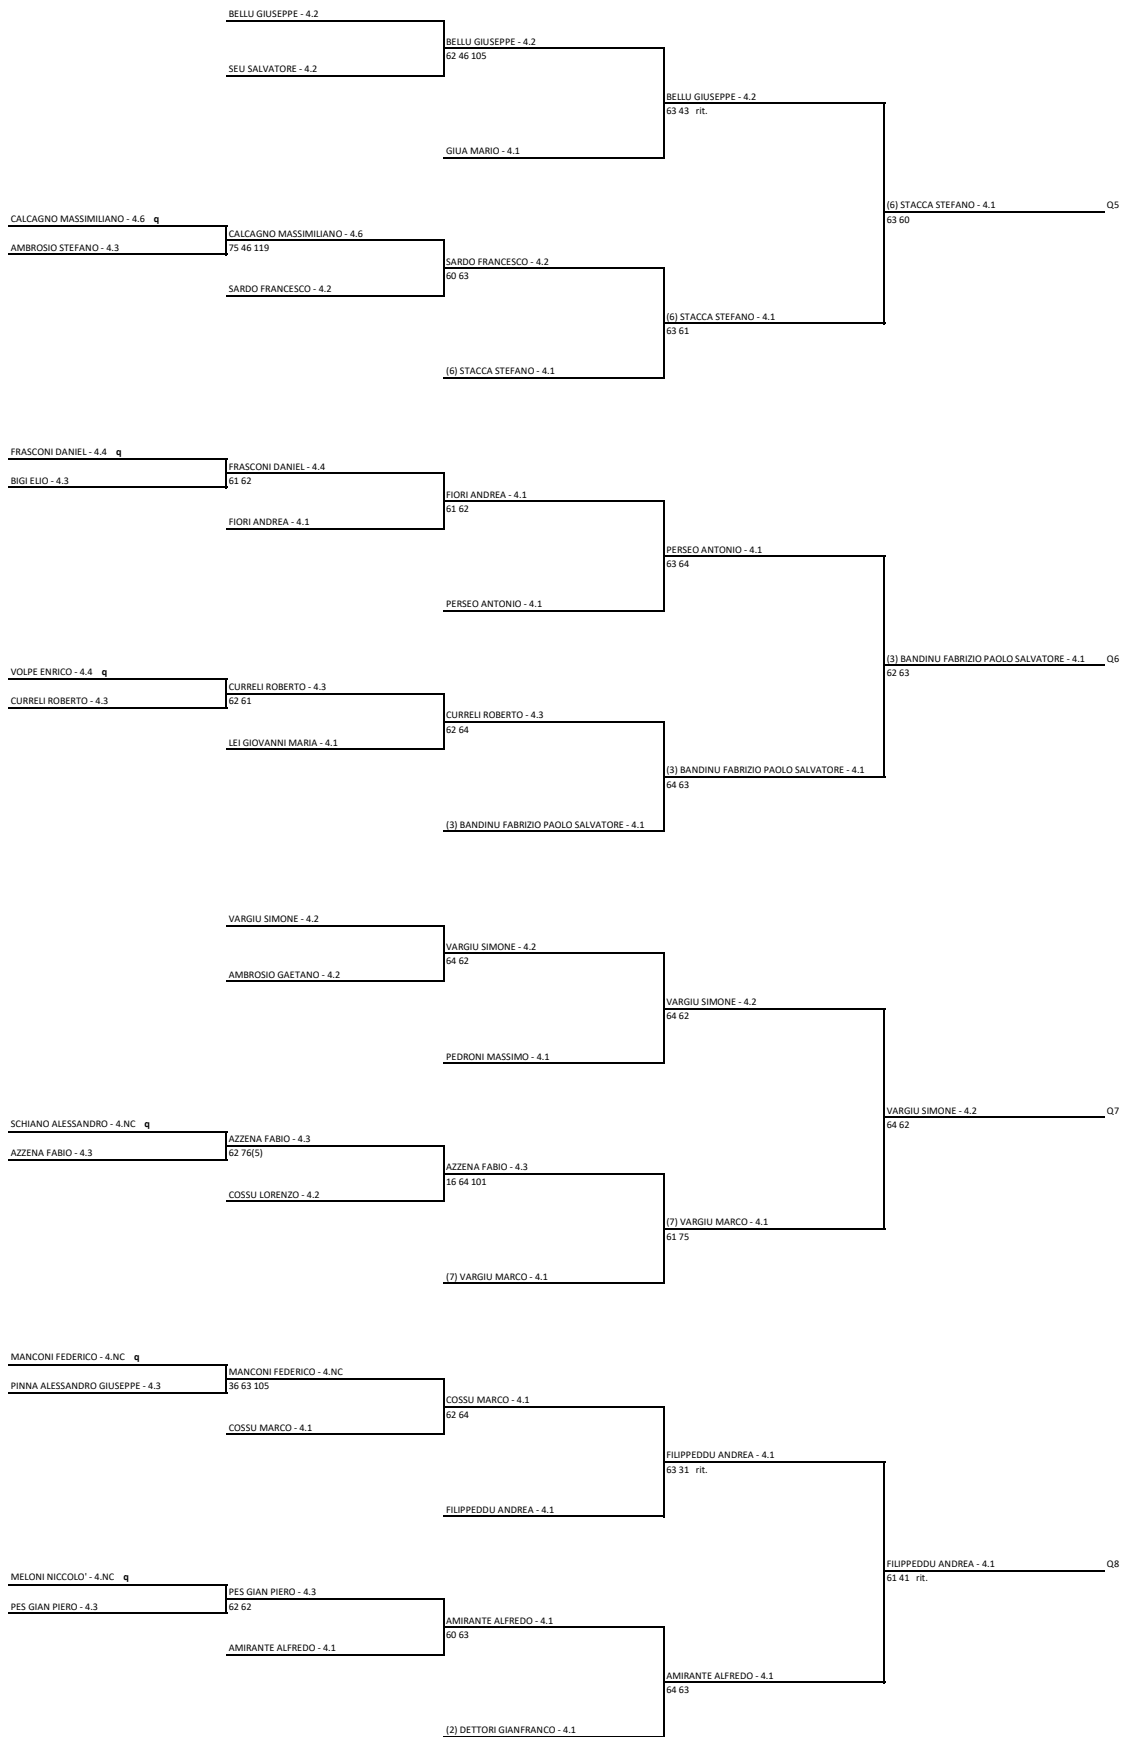 BELLU GIUSEPPE - 4.2
BELLU GIUSEPPE - 4.2
62 46 105
SEU SALVATORE - 4.2
BELLU GIUSEPPE - 4.2
63 43 rit.
GIUA MARIO - 4.1
(6) STACCA STEFANO - 4.1 Q5
63 60
CALCAGNO MASSIMILIANO - 4.6 q
CALCAGNO MASSIMILIANO - 4.6
AMBROSIO STEFANO - 4.3
75 46 119
SARDO FRANCESCO - 4.2
60 63
SARDO FRANCESCO - 4.2
(6) STACCA STEFANO - 4.1
63 61
(6) STACCA STEFANO - 4.1
FRASCONI DANIEL - 4.4 q
FRASCONI DANIEL - 4.4
BIGI ELIO - 4.3
61 62
FIORI ANDREA - 4.1
61 62
FIORI ANDREA - 4.1
PERSEO ANTONIO - 4.1
63 64
PERSEO ANTONIO - 4.1
(3) BANDINU FABRIZIO PAOLO SALVATORE - 4.1 Q6
62 63
VOLPE ENRICO - 4.4 q
CURRELI ROBERTO - 4.3
CURRELI ROBERTO - 4.3
62 61
CURRELI ROBERTO - 4.3
62 64
LEI GIOVANNI MARIA - 4.1
(3) BANDINU FABRIZIO PAOLO SALVATORE - 4.1
64 63
(3) BANDINU FABRIZIO PAOLO SALVATORE - 4.1
VARGIU SIMONE - 4.2
VARGIU SIMONE - 4.2
64 62
AMBROSIO GAETANO - 4.2
VARGIU SIMONE - 4.2
64 62
PEDRONI MASSIMO - 4.1
VARGIU SIMONE - 4.2 Q7
64 62
SCHIANO ALESSANDRO - 4.NC q
AZZENA FABIO - 4.3
AZZENA FABIO - 4.3
62 76(5)
AZZENA FABIO - 4.3
16 64 101
COSSU LORENZO - 4.2
(7) VARGIU MARCO - 4.1
61 75
(7) VARGIU MARCO - 4.1
MANCONI FEDERICO - 4.NC q
MANCONI FEDERICO - 4.NC
PINNA ALESSANDRO GIUSEPPE - 4.3
36 63 105
COSSU MARCO - 4.1
62 64
COSSU MARCO - 4.1
FILIPPEDDU ANDREA - 4.1
63 31 rit.
FILIPPEDDU ANDREA - 4.1
FILIPPEDDU ANDREA - 4.1 Q8
61 41 rit.
MELONI NICCOLO' - 4.NC q
PES GIAN PIERO - 4.3
PES GIAN PIERO - 4.3
62 62
AMIRANTE ALFREDO - 4.1
60 63
AMIRANTE ALFREDO - 4.1
AMIRANTE ALFREDO - 4.1
64 63
(2) DETTORI GIANFRANCO - 4.1